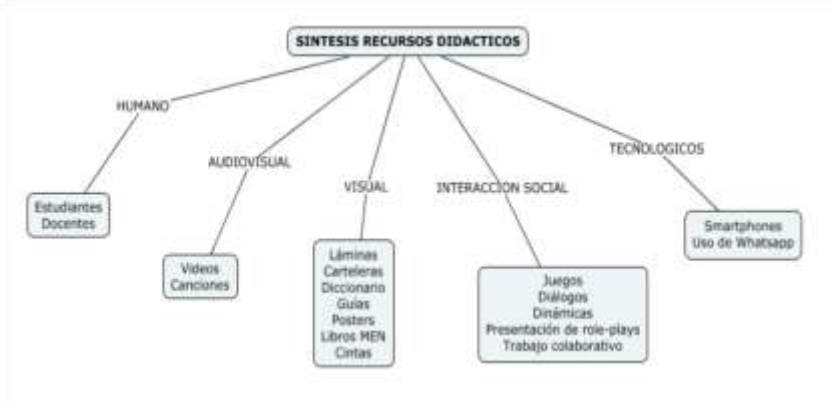 SINTESIS RECURSOS DIDACTICOS
HUMANO
Estudiantes
Docentes
AUDIOVISUAL
Videos
Canciones
VISUAL
Láminas
Carteleras
Diccionario
Guias
Posters
Libros MEN
Cintas
INTERACCION SOCIAL
Juegos
Diálogos
Dinámicas
Presentación de role-plays
Trabajo colaborativo
TECNOLOGICOS
Smartphones
Uso de Whatsapp